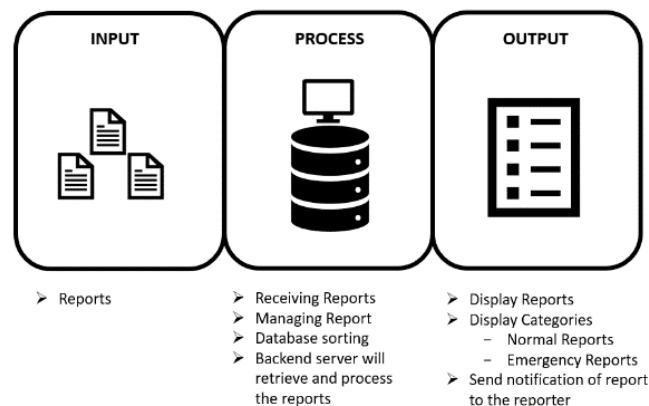 INPUT
PROCESS
OUTPUT
➢ Reports
➢ Receiving Reports
➢ Managing Report
➢ Database sorting
➢ Backend server will
retrieve and process
the reports
➢ Display Reports
➢ Display Categories
– Normal Reports
– Emergency Reports
➢ Send notification of report
to the reporter